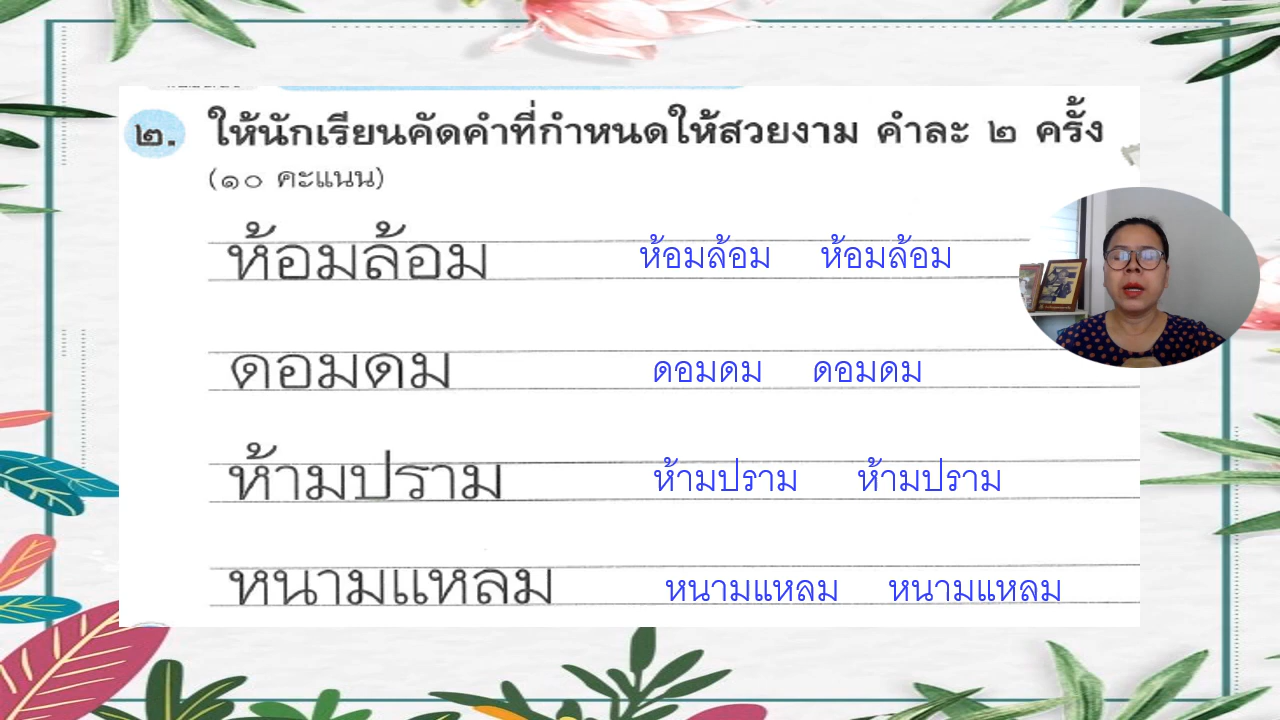 ๒. ให้นักเรียนคัดคำที่กำหนดให้สวยงาม คำละ ๒ ครั้ง
(๑๐ คะแนน)
ห้อมล้อม ห้อมล้อม ห้อมล้อม
ดอมดม ดอมดม ดอมดม
ห้ามปราม ห้ามปราม ห้ามปราม
หนามแหลม หนามแหลม หนามแหลม